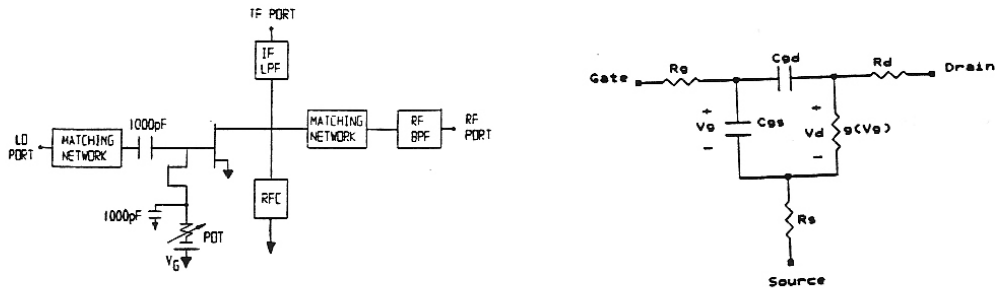 IF PORT
IF
LPF
1000pF
LO
PORT
MATCHING
NETWORK
MATCHING
NETWORK
RF
BPF
RF
PORT
RFC
1000pF
POT
VG
Gate
Rg
Cgd
Rd
Drain
+
Vg
-
Cgs
+
Vd
-
g(Vg)
Rs
Source